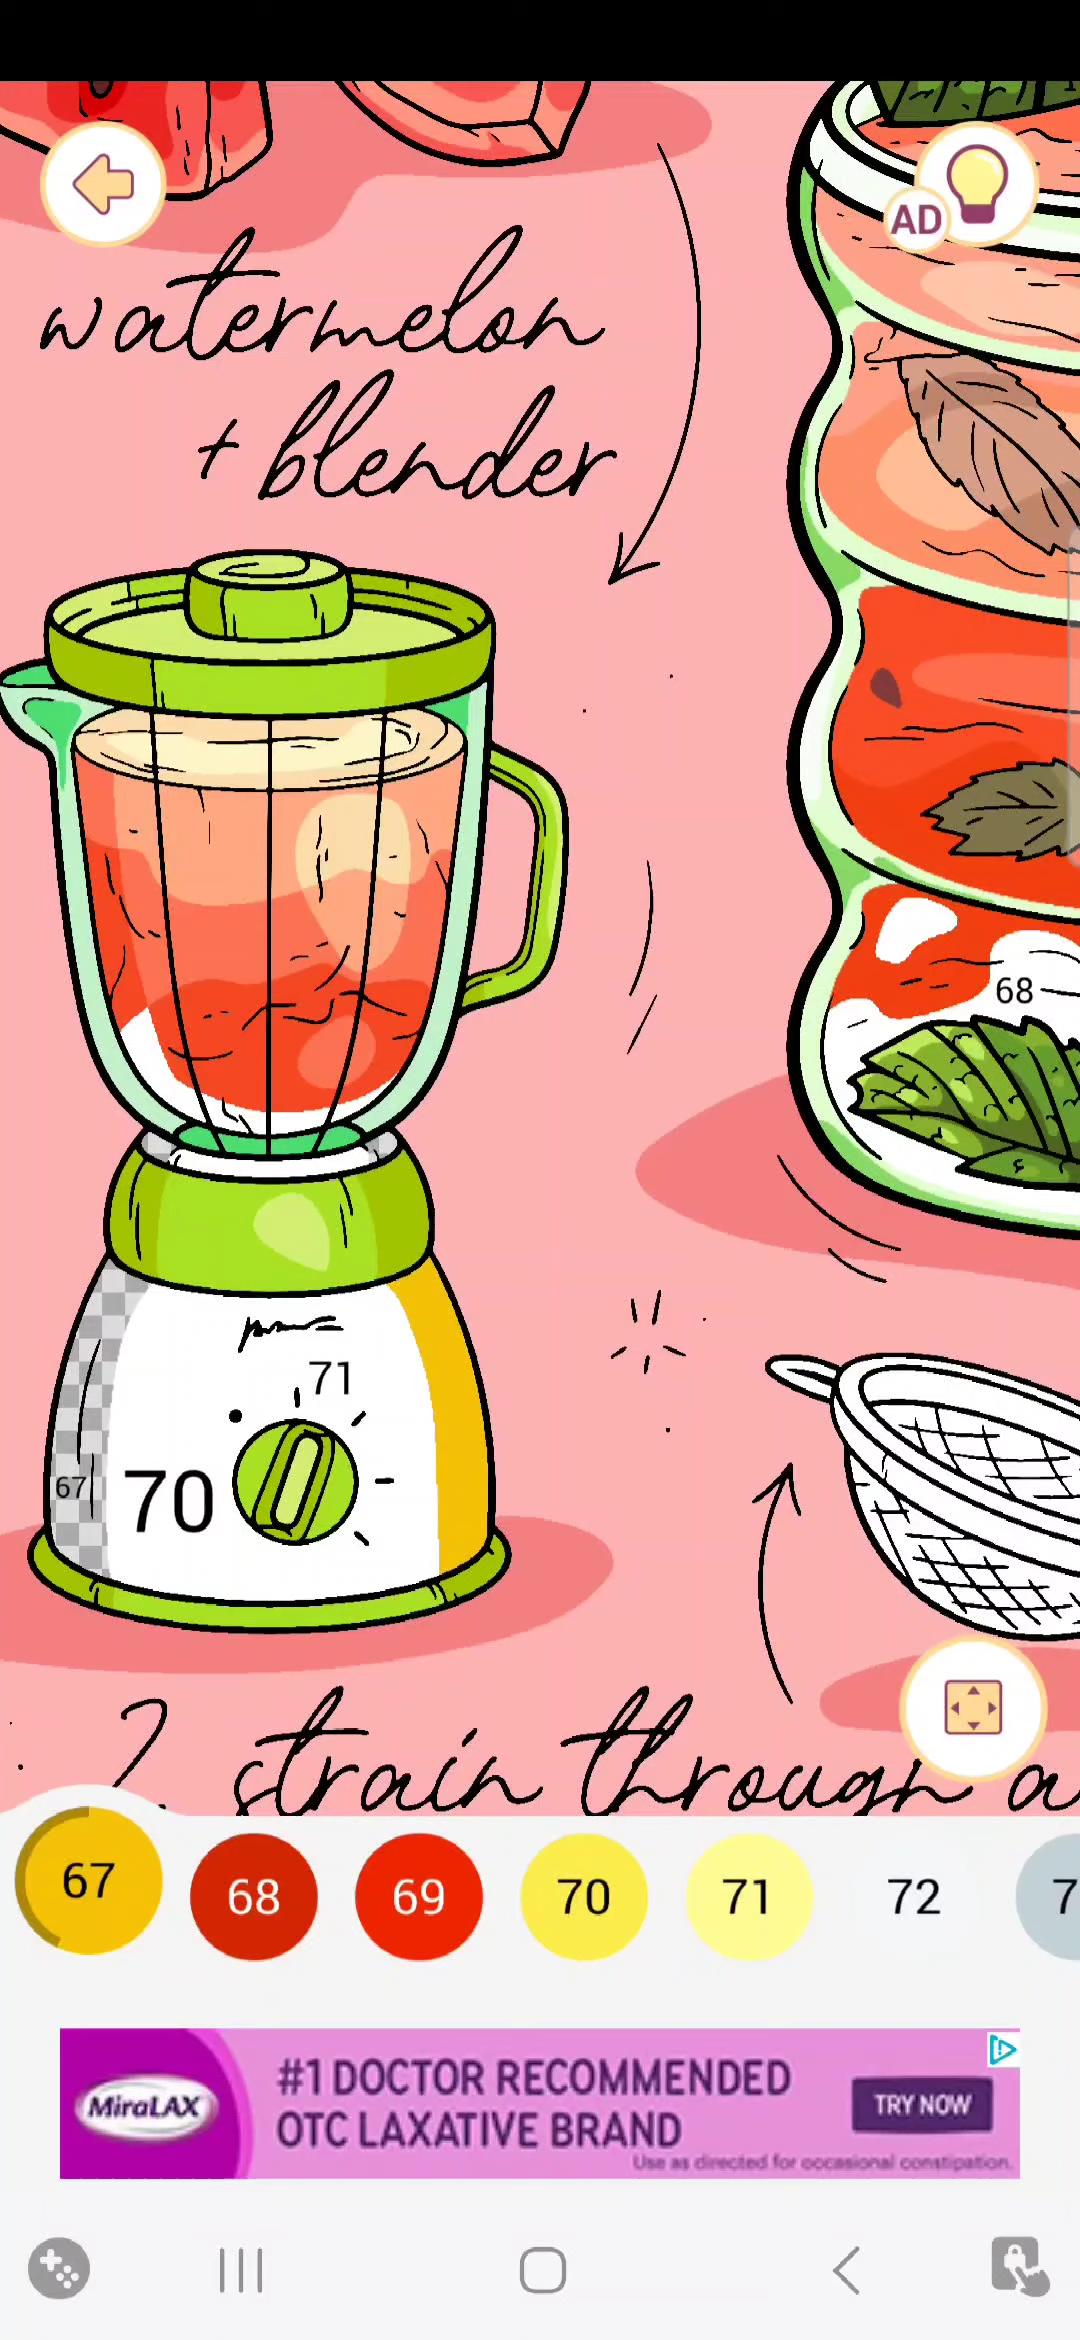 AD
watermelon
+ blender
68
71
67
70
2. strain through a
67
68
69
70
71
72
7
MiraLAX
#1 DOCTOR RECOMMENDED
OTC LAXATIVE BRAND
TRY NOW
Use as directed for occasional constipation.